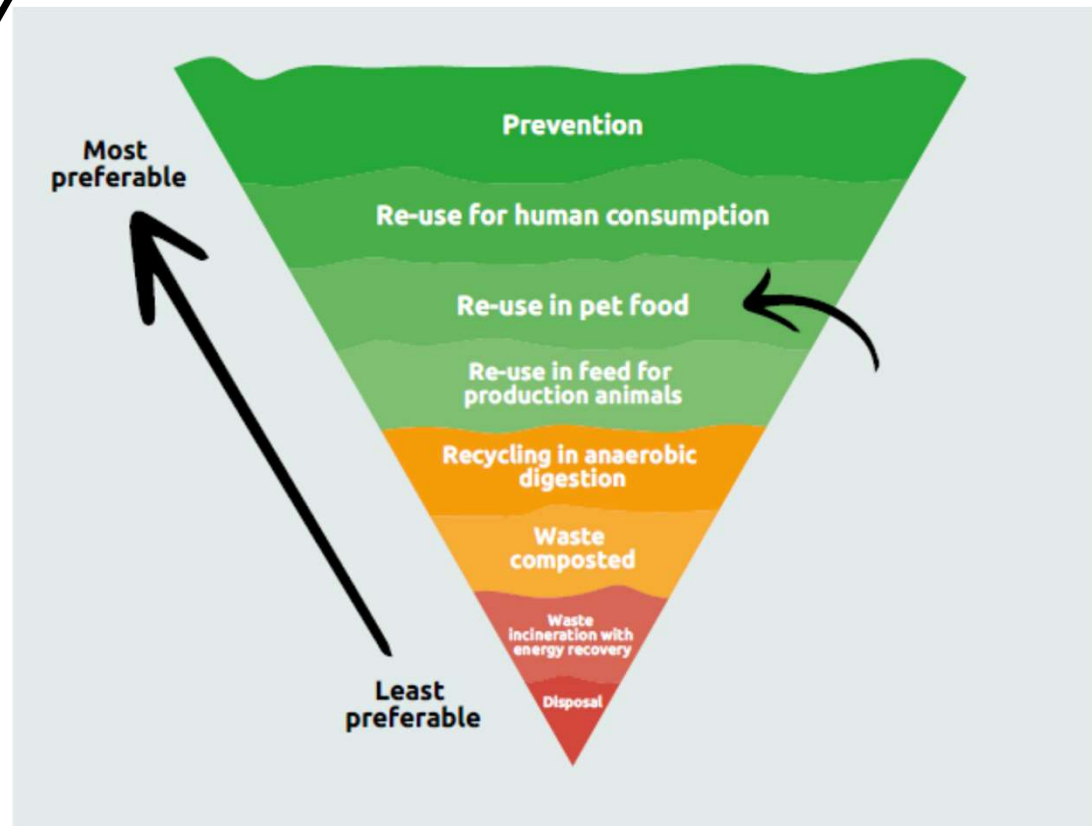 Prevention
Most
preferable
Re-use for human consumption
Re-use in pet food
Re-use in feed for
production animals
Recycling in anaerobic
digestion
Waste
composted
Waste
incineration with
energy recovery
Least
preferable
Disposal